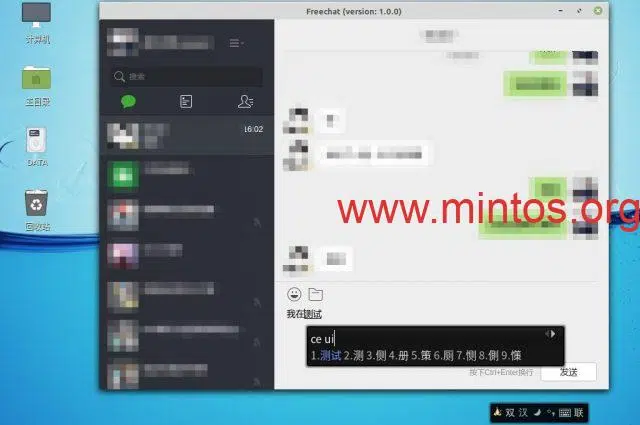 Freechat (version: 1.0.0)
计算机
主目录
DATA
回收站
搜索
16:02
www.mintos.org
我在测试
ce ui
1.测试 2.测 3.侧 4.册 5.策 6.厕 7.恻 8.側
按下Ctrl+Enter换行
发送
双 汉 联